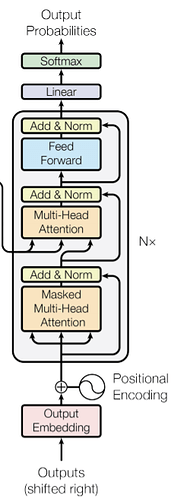 Output
Probabilities
Softmax
Linear
Add & Norm
Feed
Forward
Add & Norm
Multi-Head
Attention
N×
Add & Norm
Masked
Multi-Head
Attention
Positional
Encoding
Output
Embedding
Outputs
(shifted right)